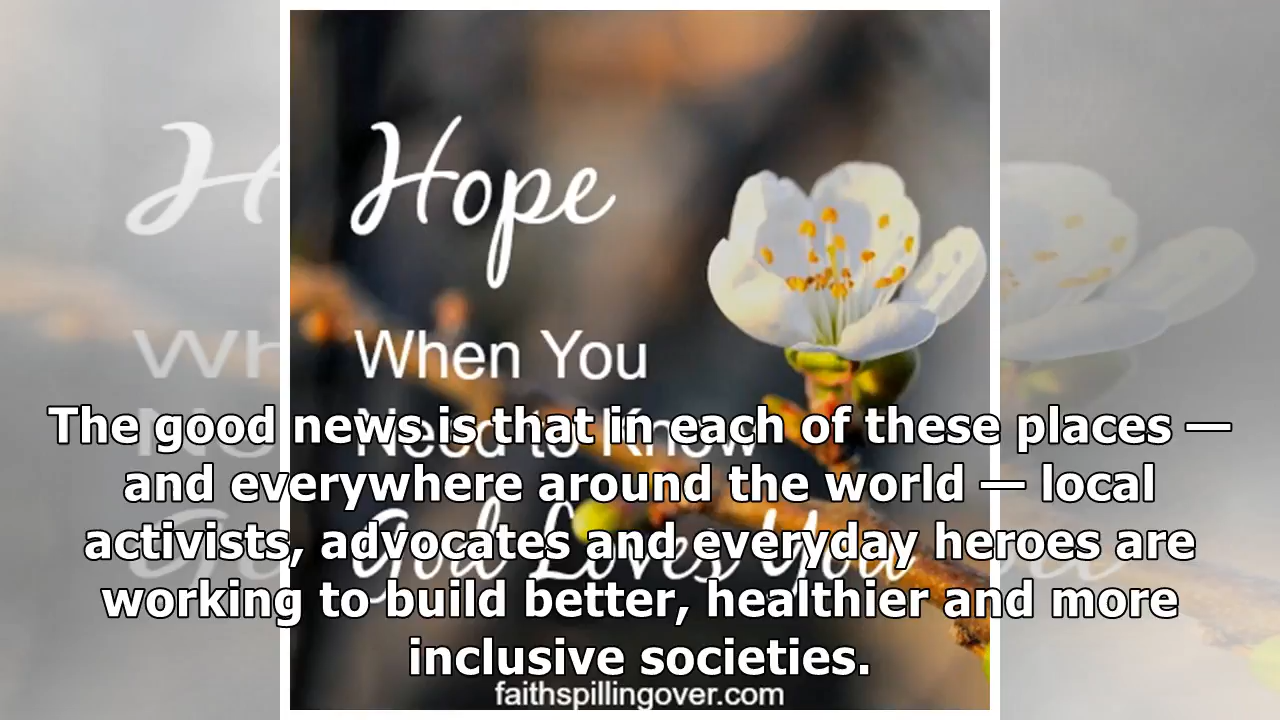 Hope
When You
Need to Know
God Loves You
The good news is that in each of these places —
and everywhere around the world — local
activists, advocates and everyday heroes are
working to build better, healthier and more
inclusive societies.
faithspillingover.com